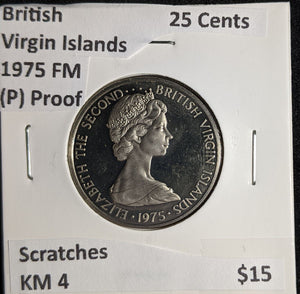 British
Virgin Islands
1975 FM
(P) Proof
25 Cents
ELIZABETH THE SECOND · BRITISH VIRGIN ISLANDS
· 1975 ·
Scratches
KM 4
$15